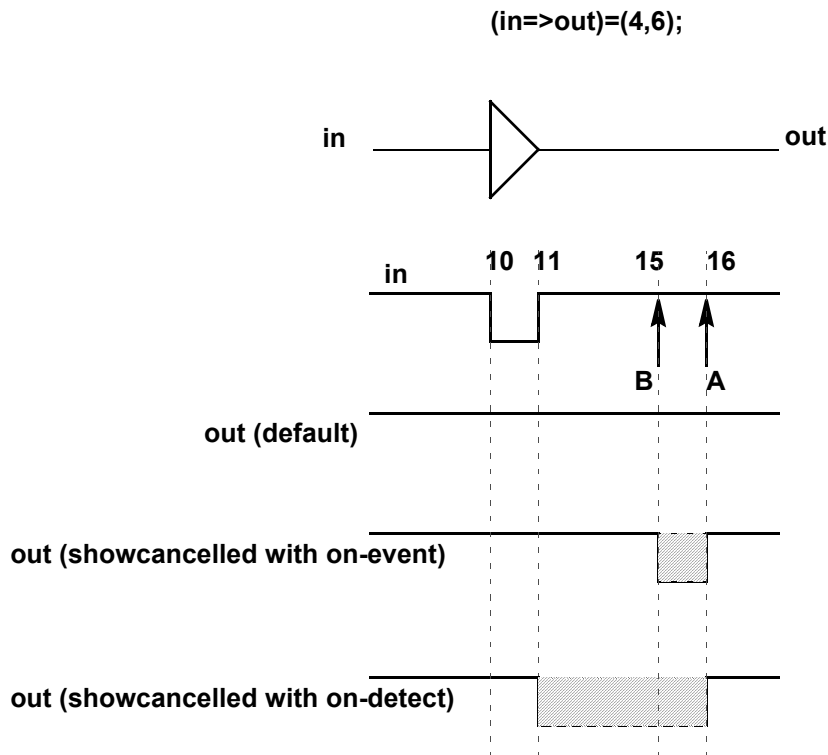 (in=>out)=(4,6);
in
out
10 11 15 16
in
B A
out (default)
out (showcancelled with on-event)
out (showcancelled with on-detect)